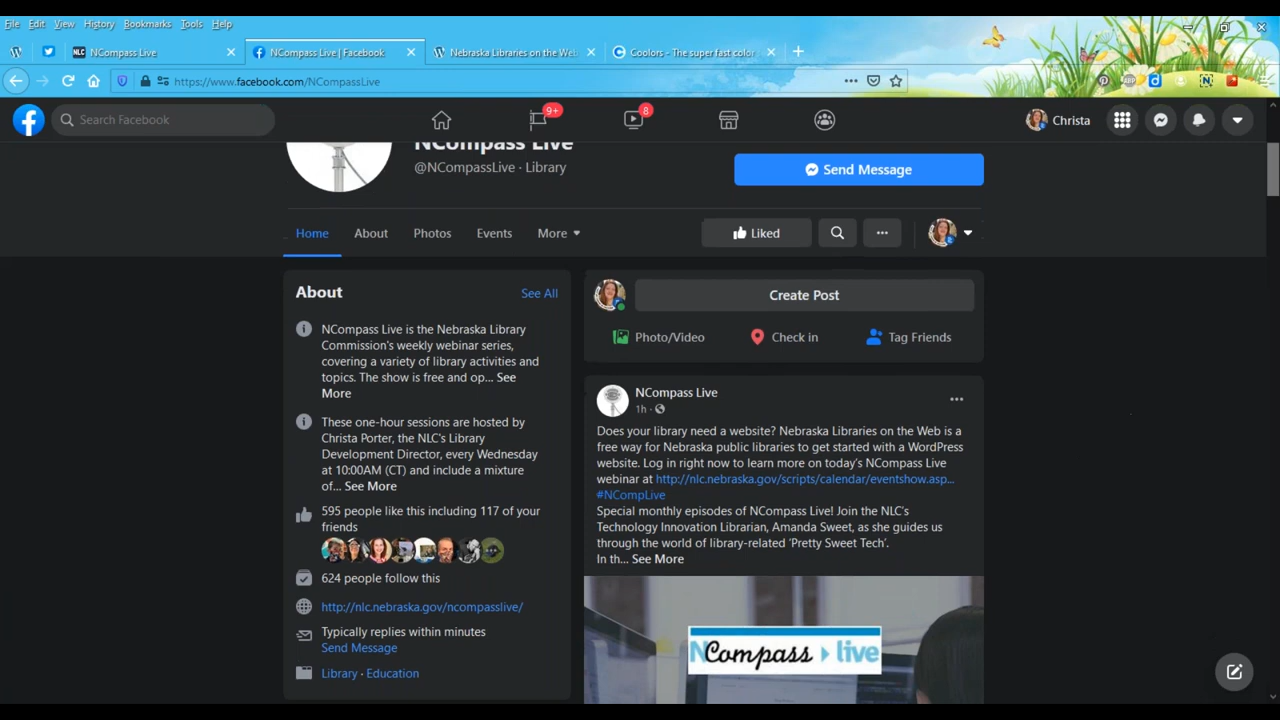 File Edit View History Bookmarks Tools Help
NLC NCompass Live
NCompass Live | Facebook
Nebraska Libraries on the Web
Coolors - The super fast color
https://www.facebook.com/NCompassLive
Search Facebook
9+
8
Christa
NCompass Live
@NCompassLive · Library
Send Message
Home About Photos Events More
Liked
About
See All
NCompass Live is the Nebraska Library
Commission's weekly webinar series,
covering a variety of library activities and
topics. The show is free and op... See
More
These one-hour sessions are hosted by
Christa Porter, the NLC's Library
Development Director, every Wednesday
at 10:00AM (CT) and include a mixture
of... See More
595 people like this including 117 of your
friends
624 people follow this
http://nlc.nebraska.gov/ncompasslive/
Typically replies within minutes
Send Message
Library · Education
Create Post
Photo/Video
Check in
Tag Friends
NCompass Live
1h ·
Does your library need a website? Nebraska Libraries on the Web is a
free way for Nebraska public libraries to get started with a WordPress
website. Log in right now to learn more on today's NCompass Live
webinar at http://nlc.nebraska.gov/scripts/calendar/eventshow.asp...
#NCompLive
Special monthly episodes of NCompass Live! Join the NLC's
Technology Innovation Librarian, Amanda Sweet, as she guides us
through the world of library-related 'Pretty Sweet Tech'.
In th... See More
NCompass live